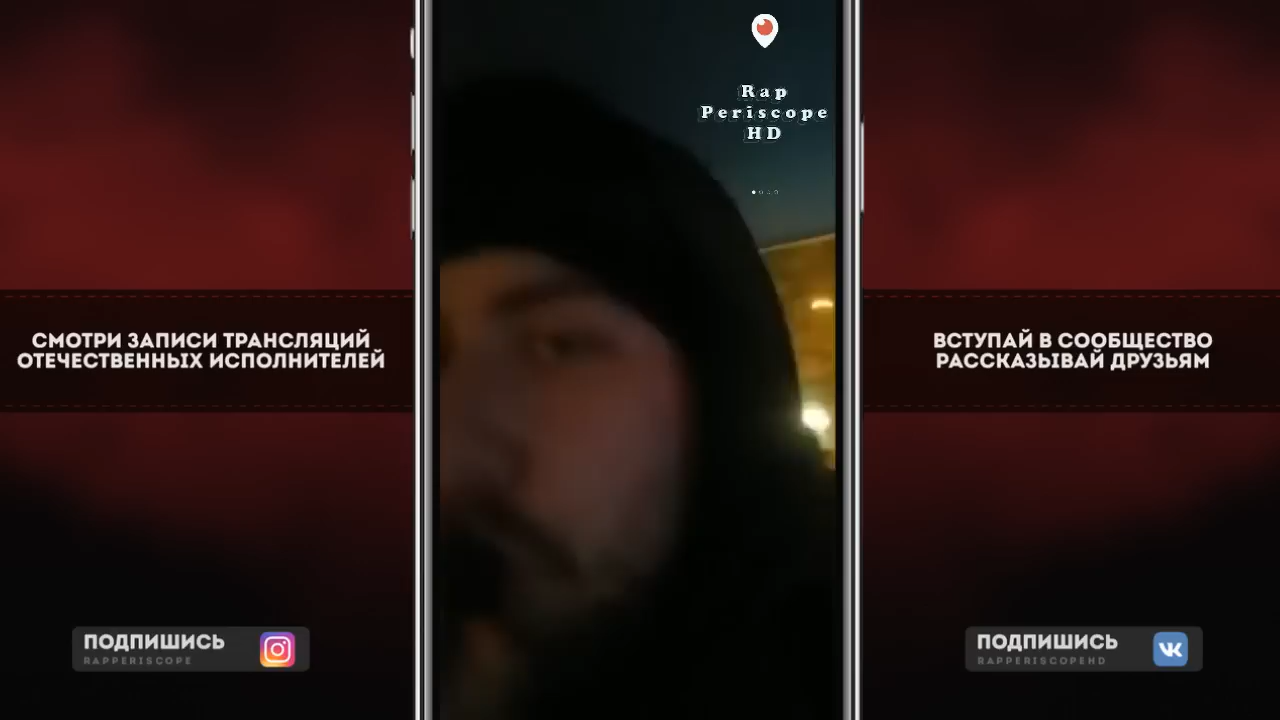 Rap
Periscope
HD
СМОТРИ ЗАПИСИ ТРАНСЛЯЦИЙ
ОТЕЧЕСТВЕННЫХ ИСПОЛНИТЕЛЕЙ
ВСТУПАЙ В СООБЩЕСТВО
РАССКАЗЫВАЙ ДРУЗЬЯМ
ПОДПИШИСЬ
RAPPERISCOPE
ПОДПИШИСЬ
RAPPERISCOPEHD